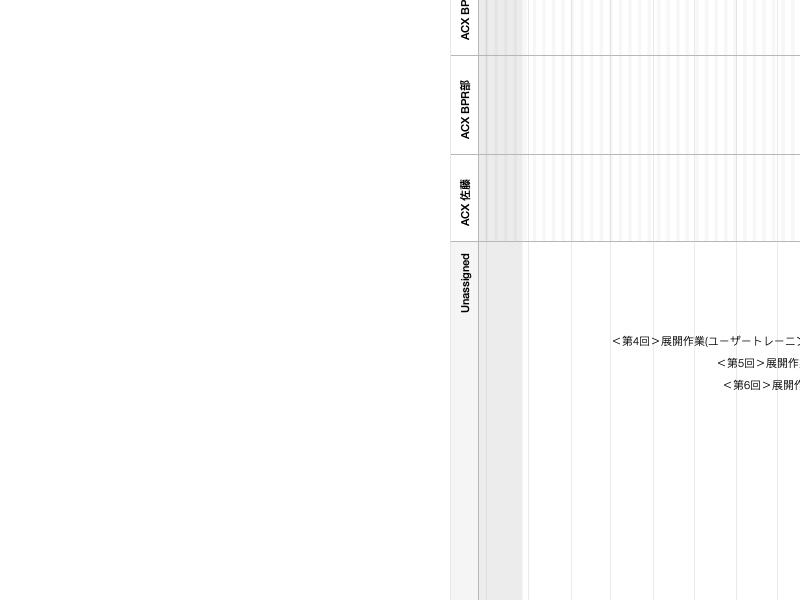 ACX
ACX BPR部
ACX 佐藤
Unassigned
＜第4回＞展開作業(ユーザートレーニン
＜第5回＞展開作
＜第6回＞展開作